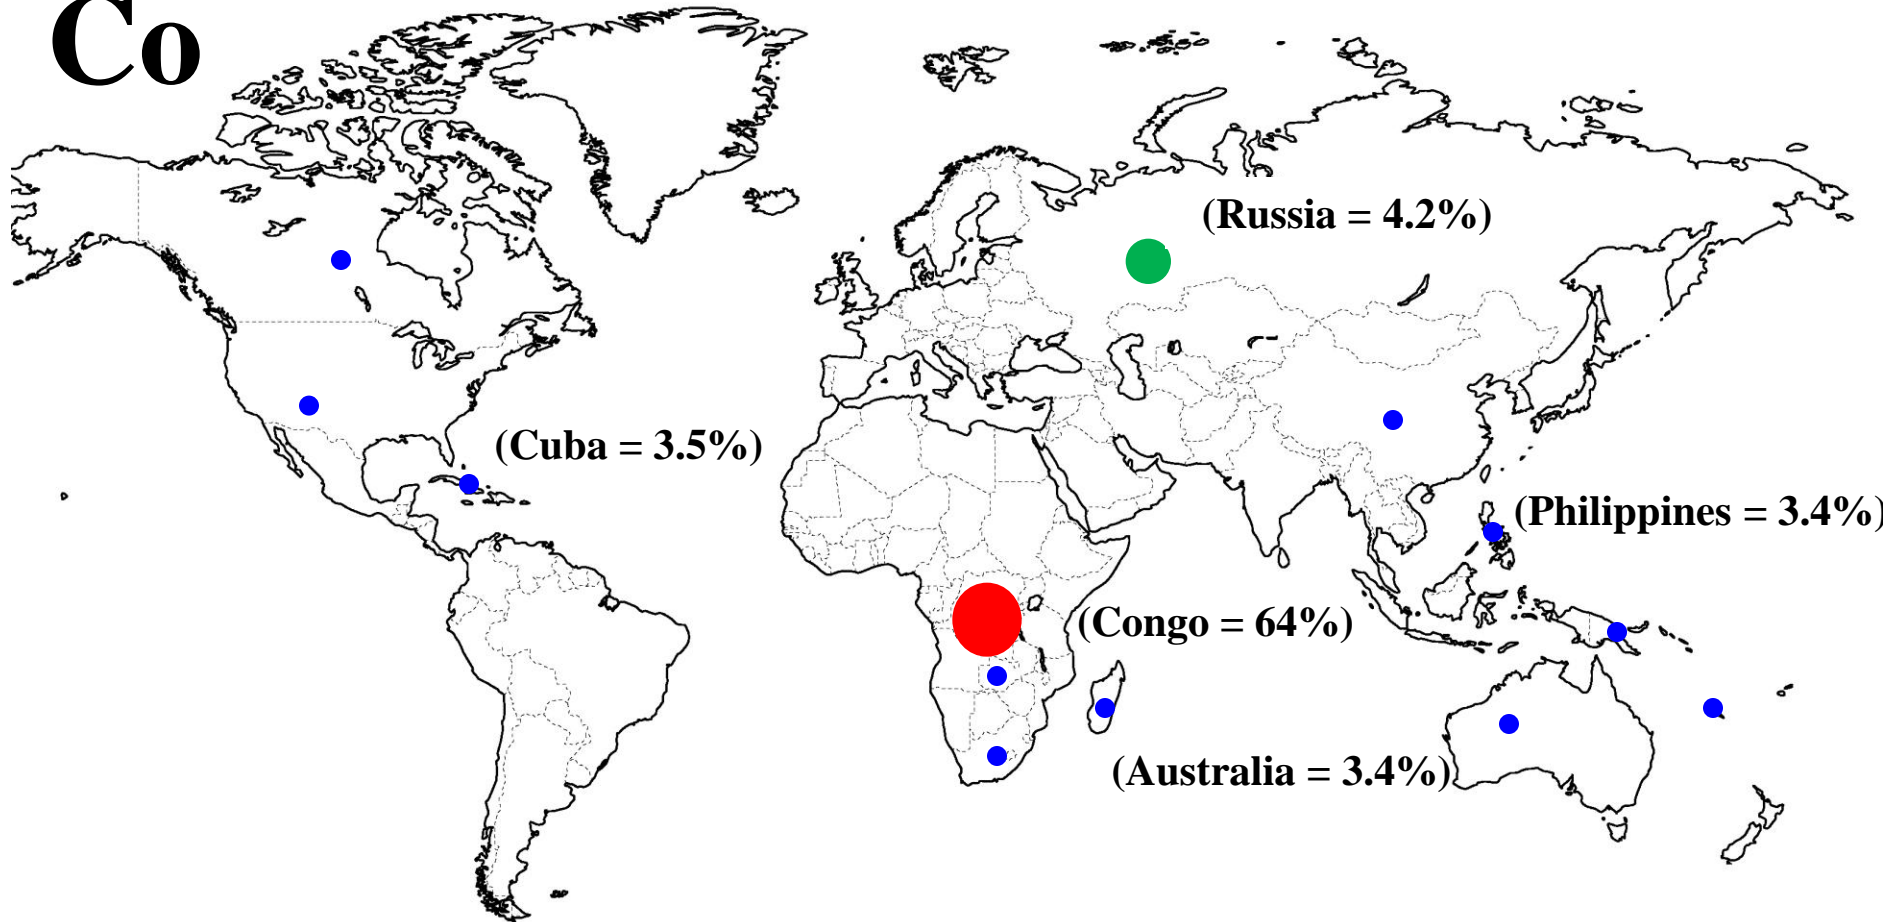 Co
(Russia = 4.2%)
(Cuba = 3.5%)
(Philippines = 3.4%)
(Congo = 64%)
(Australia = 3.4%)